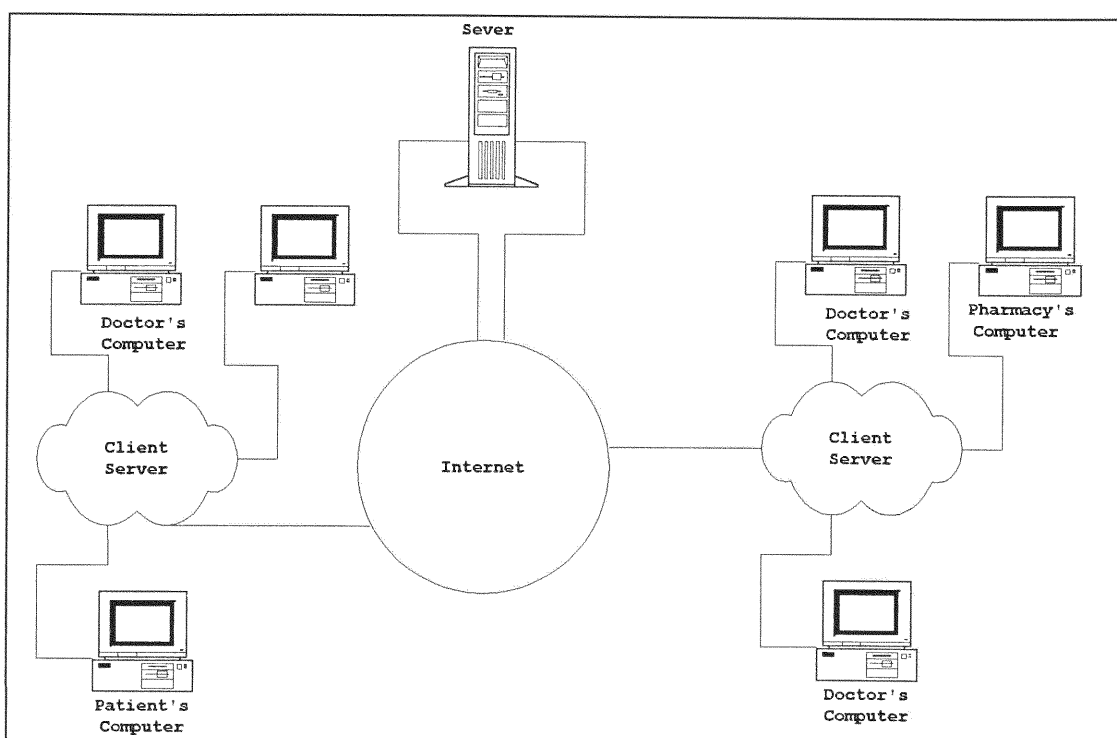 Sever
Doctor's
Computer
Doctor's
Computer
Pharmacy's
Computer
Client
Server
Internet
Client
Server
Patient's
Computer
Doctor's
Computer